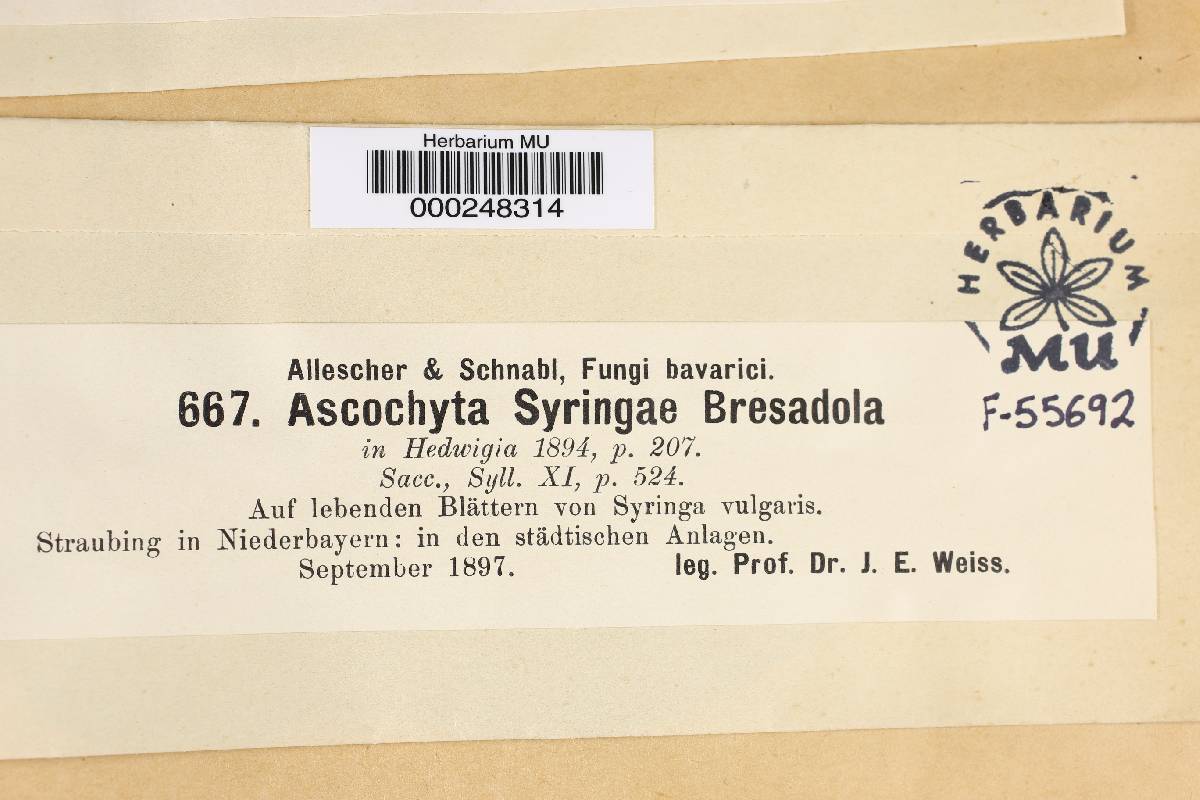 Herbarium MU
000248314
HERBARIUM
MU
F-55692
Allescher & Schnabl, Fungi bavarici.
667. Ascochyta Syringae Bresadola
in Hedwigia 1894, p. 207.
Sacc., Syll. XI, p. 524.
Auf lebenden Blättern von Syringa vulgaris.
Straubing in Niederbayern: in den städtischen Anlagen.
September 1897. leg. Prof. Dr. J. E. Weiss.